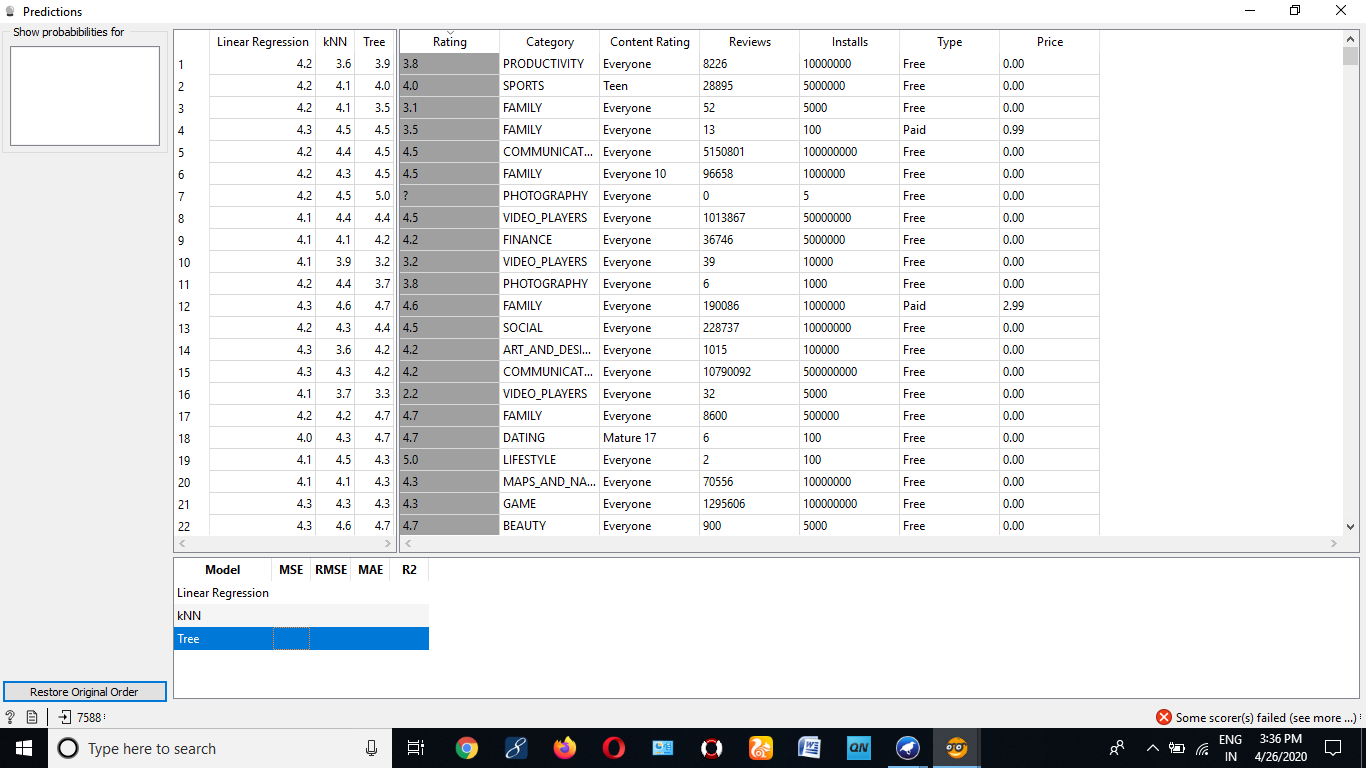 Predictions
Show probabilities for
Linear Regression kNN Tree Rating Category Content Rating Reviews Installs Type Price
1 4.2 3.6 3.9 3.8 PRODUCTIVITY Everyone 8226 10000000 Free 0.00
2 4.2 4.1 4.0 4.0 SPORTS Teen 28895 5000000 Free 0.00
3 4.2 4.1 3.5 3.1 FAMILY Everyone 52 5000 Free 0.00
4 4.3 4.5 4.5 3.5 FAMILY Everyone 13 100 Paid 0.99
5 4.2 4.4 4.5 4.5 COMMUNICAT... Everyone 5150801 100000000 Free 0.00
6 4.2 4.3 4.5 4.5 FAMILY Everyone 10 96658 1000000 Free 0.00
7 4.2 4.5 5.0 ? PHOTOGRAPHY Everyone 0 5 Free 0.00
8 4.1 4.4 4.4 4.5 VIDEO_PLAYERS Everyone 1013867 50000000 Free 0.00
9 4.1 4.1 4.2 4.2 FINANCE Everyone 36746 5000000 Free 0.00
10 4.1 3.9 3.2 3.2 VIDEO_PLAYERS Everyone 39 10000 Free 0.00
11 4.2 4.4 3.7 3.8 PHOTOGRAPHY Everyone 6 1000 Free 0.00
12 4.3 4.6 4.7 4.6 FAMILY Everyone 190086 1000000 Paid 2.99
13 4.2 4.3 4.4 4.5 SOCIAL Everyone 228737 10000000 Free 0.00
14 4.3 3.6 4.2 4.2 ART_AND_DESI... Everyone 1015 100000 Free 0.00
15 4.3 4.3 4.2 4.2 COMMUNICAT... Everyone 10790092 500000000 Free 0.00
16 4.1 3.7 3.3 2.2 VIDEO_PLAYERS Everyone 32 5000 Free 0.00
17 4.2 4.2 4.7 4.7 FAMILY Everyone 8600 500000 Free 0.00
18 4.0 4.3 4.7 4.7 DATING Mature 17 6 100 Free 0.00
19 4.1 4.5 4.3 5.0 LIFESTYLE Everyone 2 100 Free 0.00
20 4.1 4.1 4.3 4.3 MAPS_AND_NA... Everyone 70556 10000000 Free 0.00
21 4.3 4.3 4.3 4.3 GAME Everyone 1295606 100000000 Free 0.00
22 4.3 4.6 4.7 4.7 BEAUTY Everyone 900 5000 Free 0.00
Model MSE RMSE MAE R2
Linear Regression
kNN
Tree
Restore Original Order
? 7588
Some scorer(s) failed (see more ...)
Type here to search
W
QN
ENG
IN
3:36 PM
4/26/2020